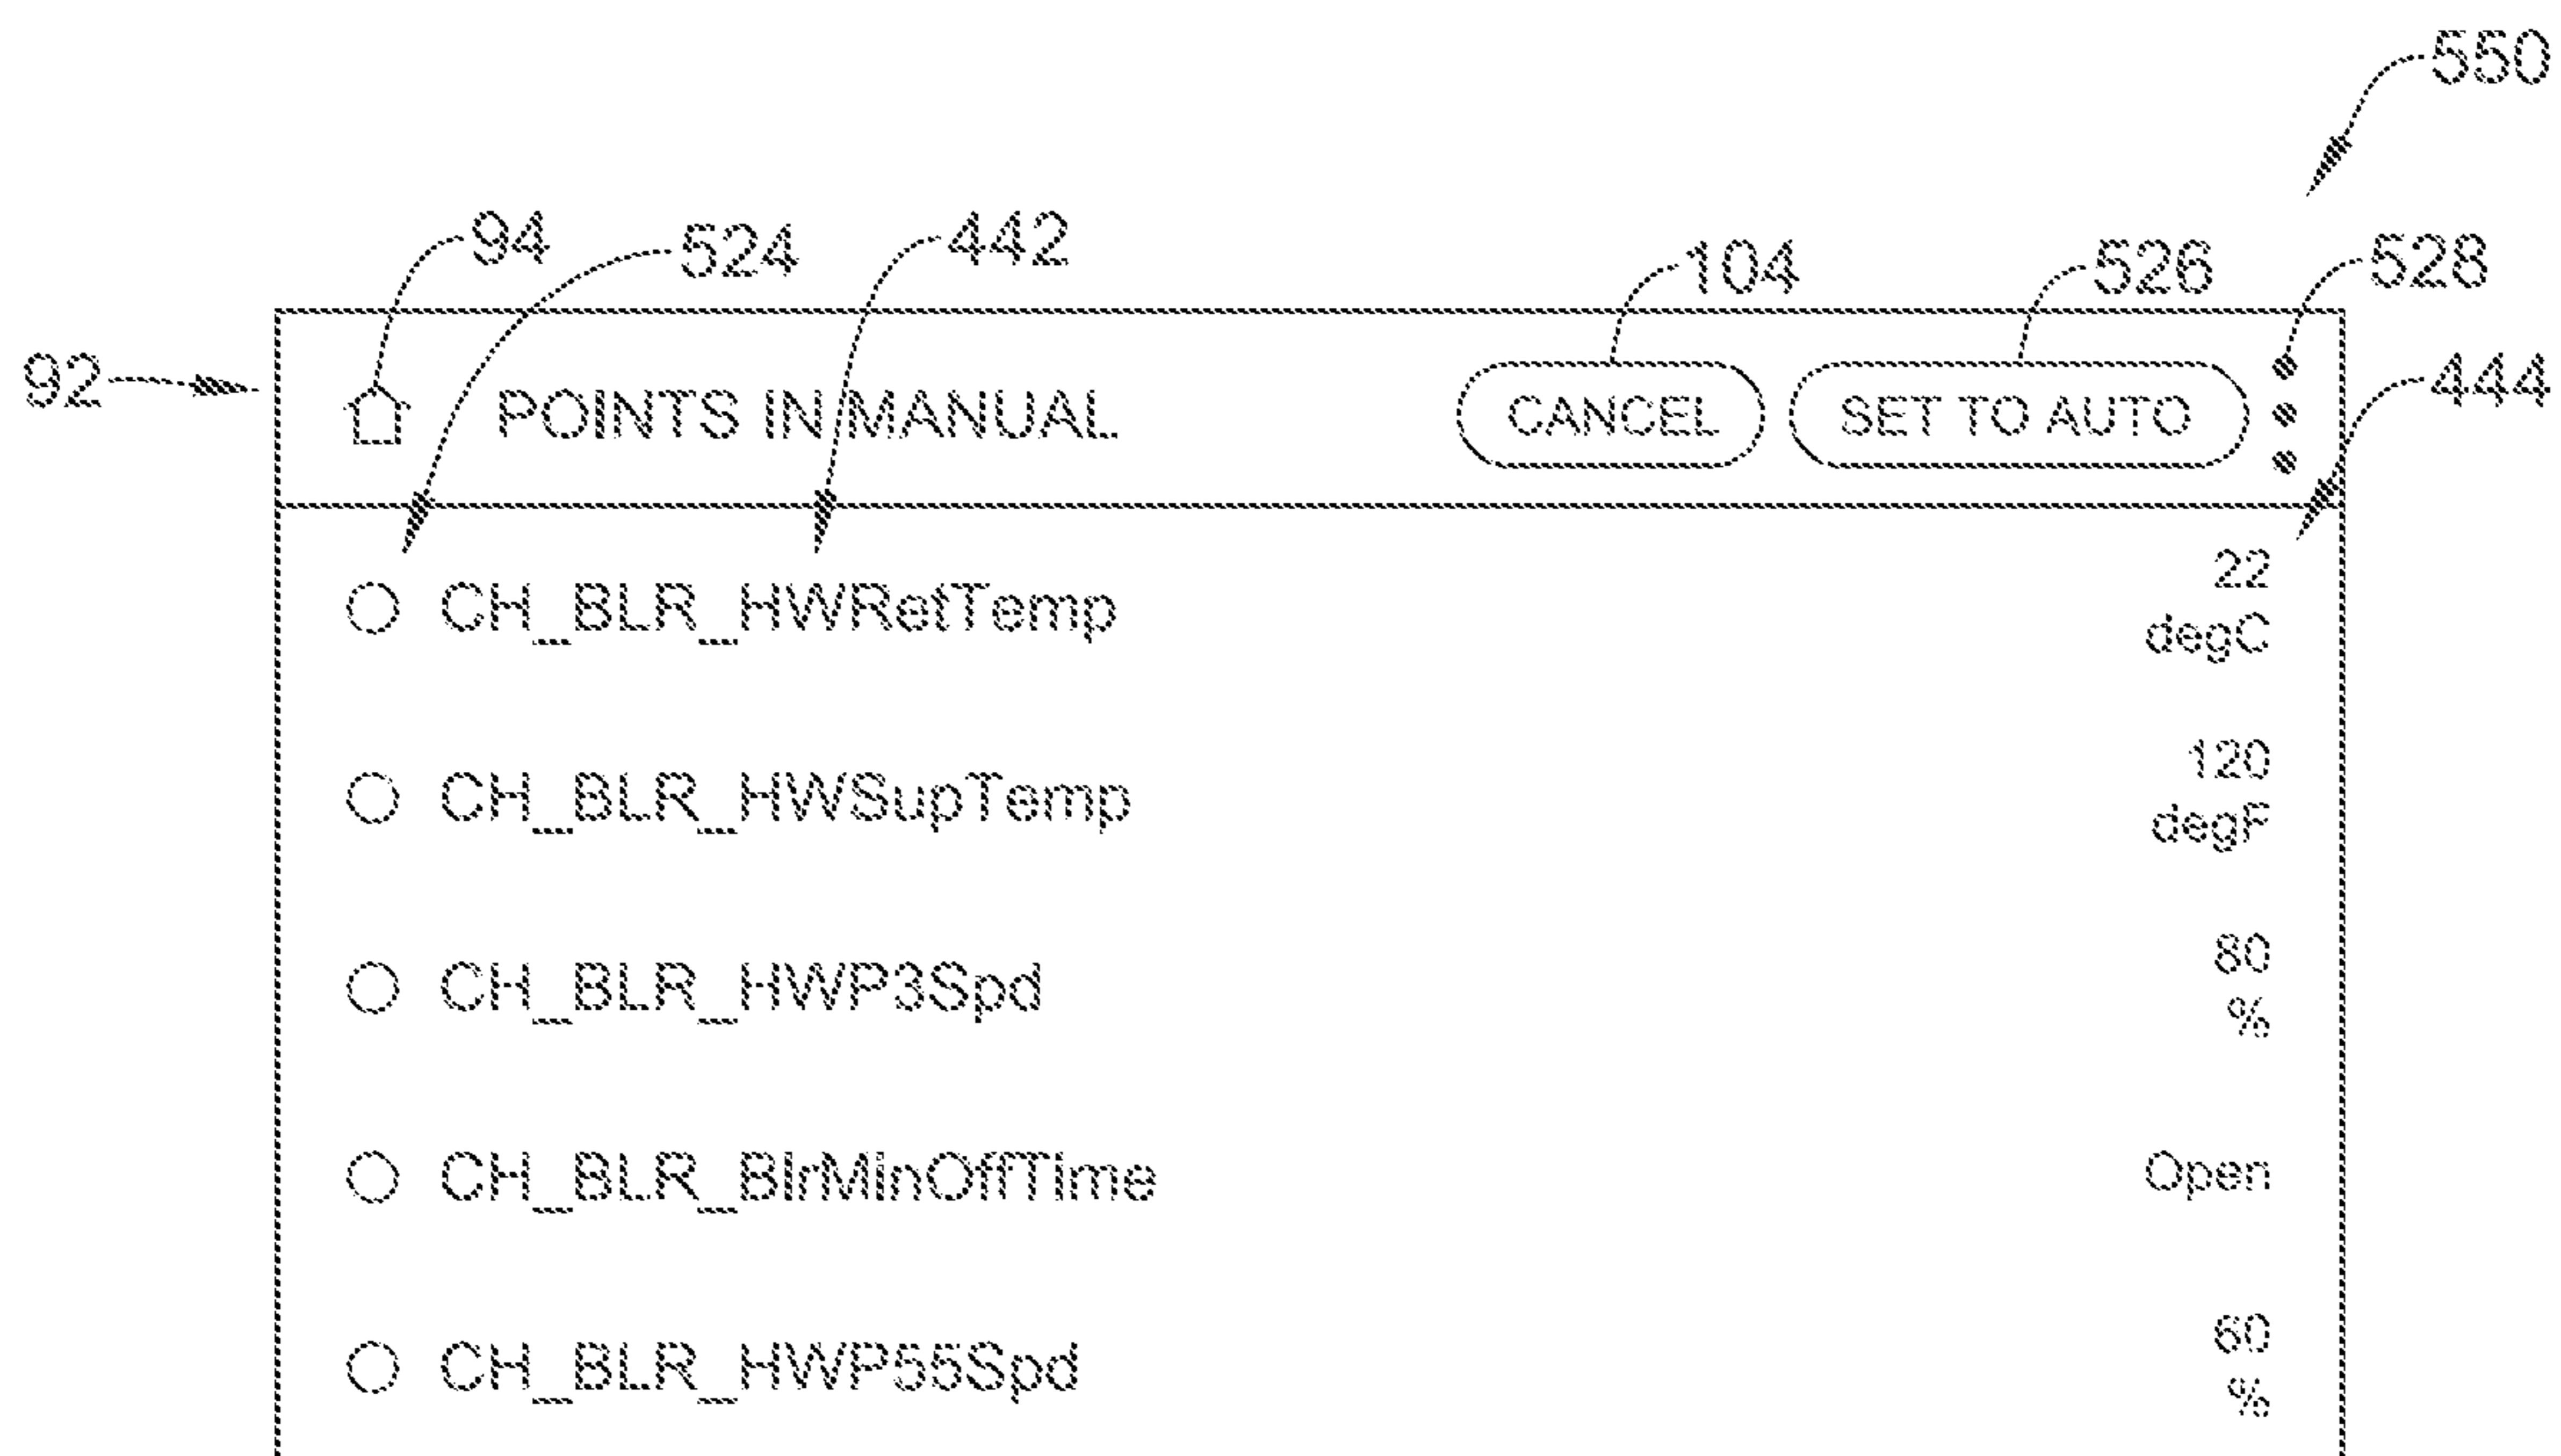 550
94 524 442 104 526 528
92 POINTS IN MANUAL CANCEL SET TO AUTO 444
CH_BLR_HWRetTemp 22
degC
CH_BLR_HWSupTemp 120
degF
CH_BLR_HWP3Spd 80
%
CH_BLR_BlrMinOffTime Open
CH_BLR_HWP55Spd 60
%